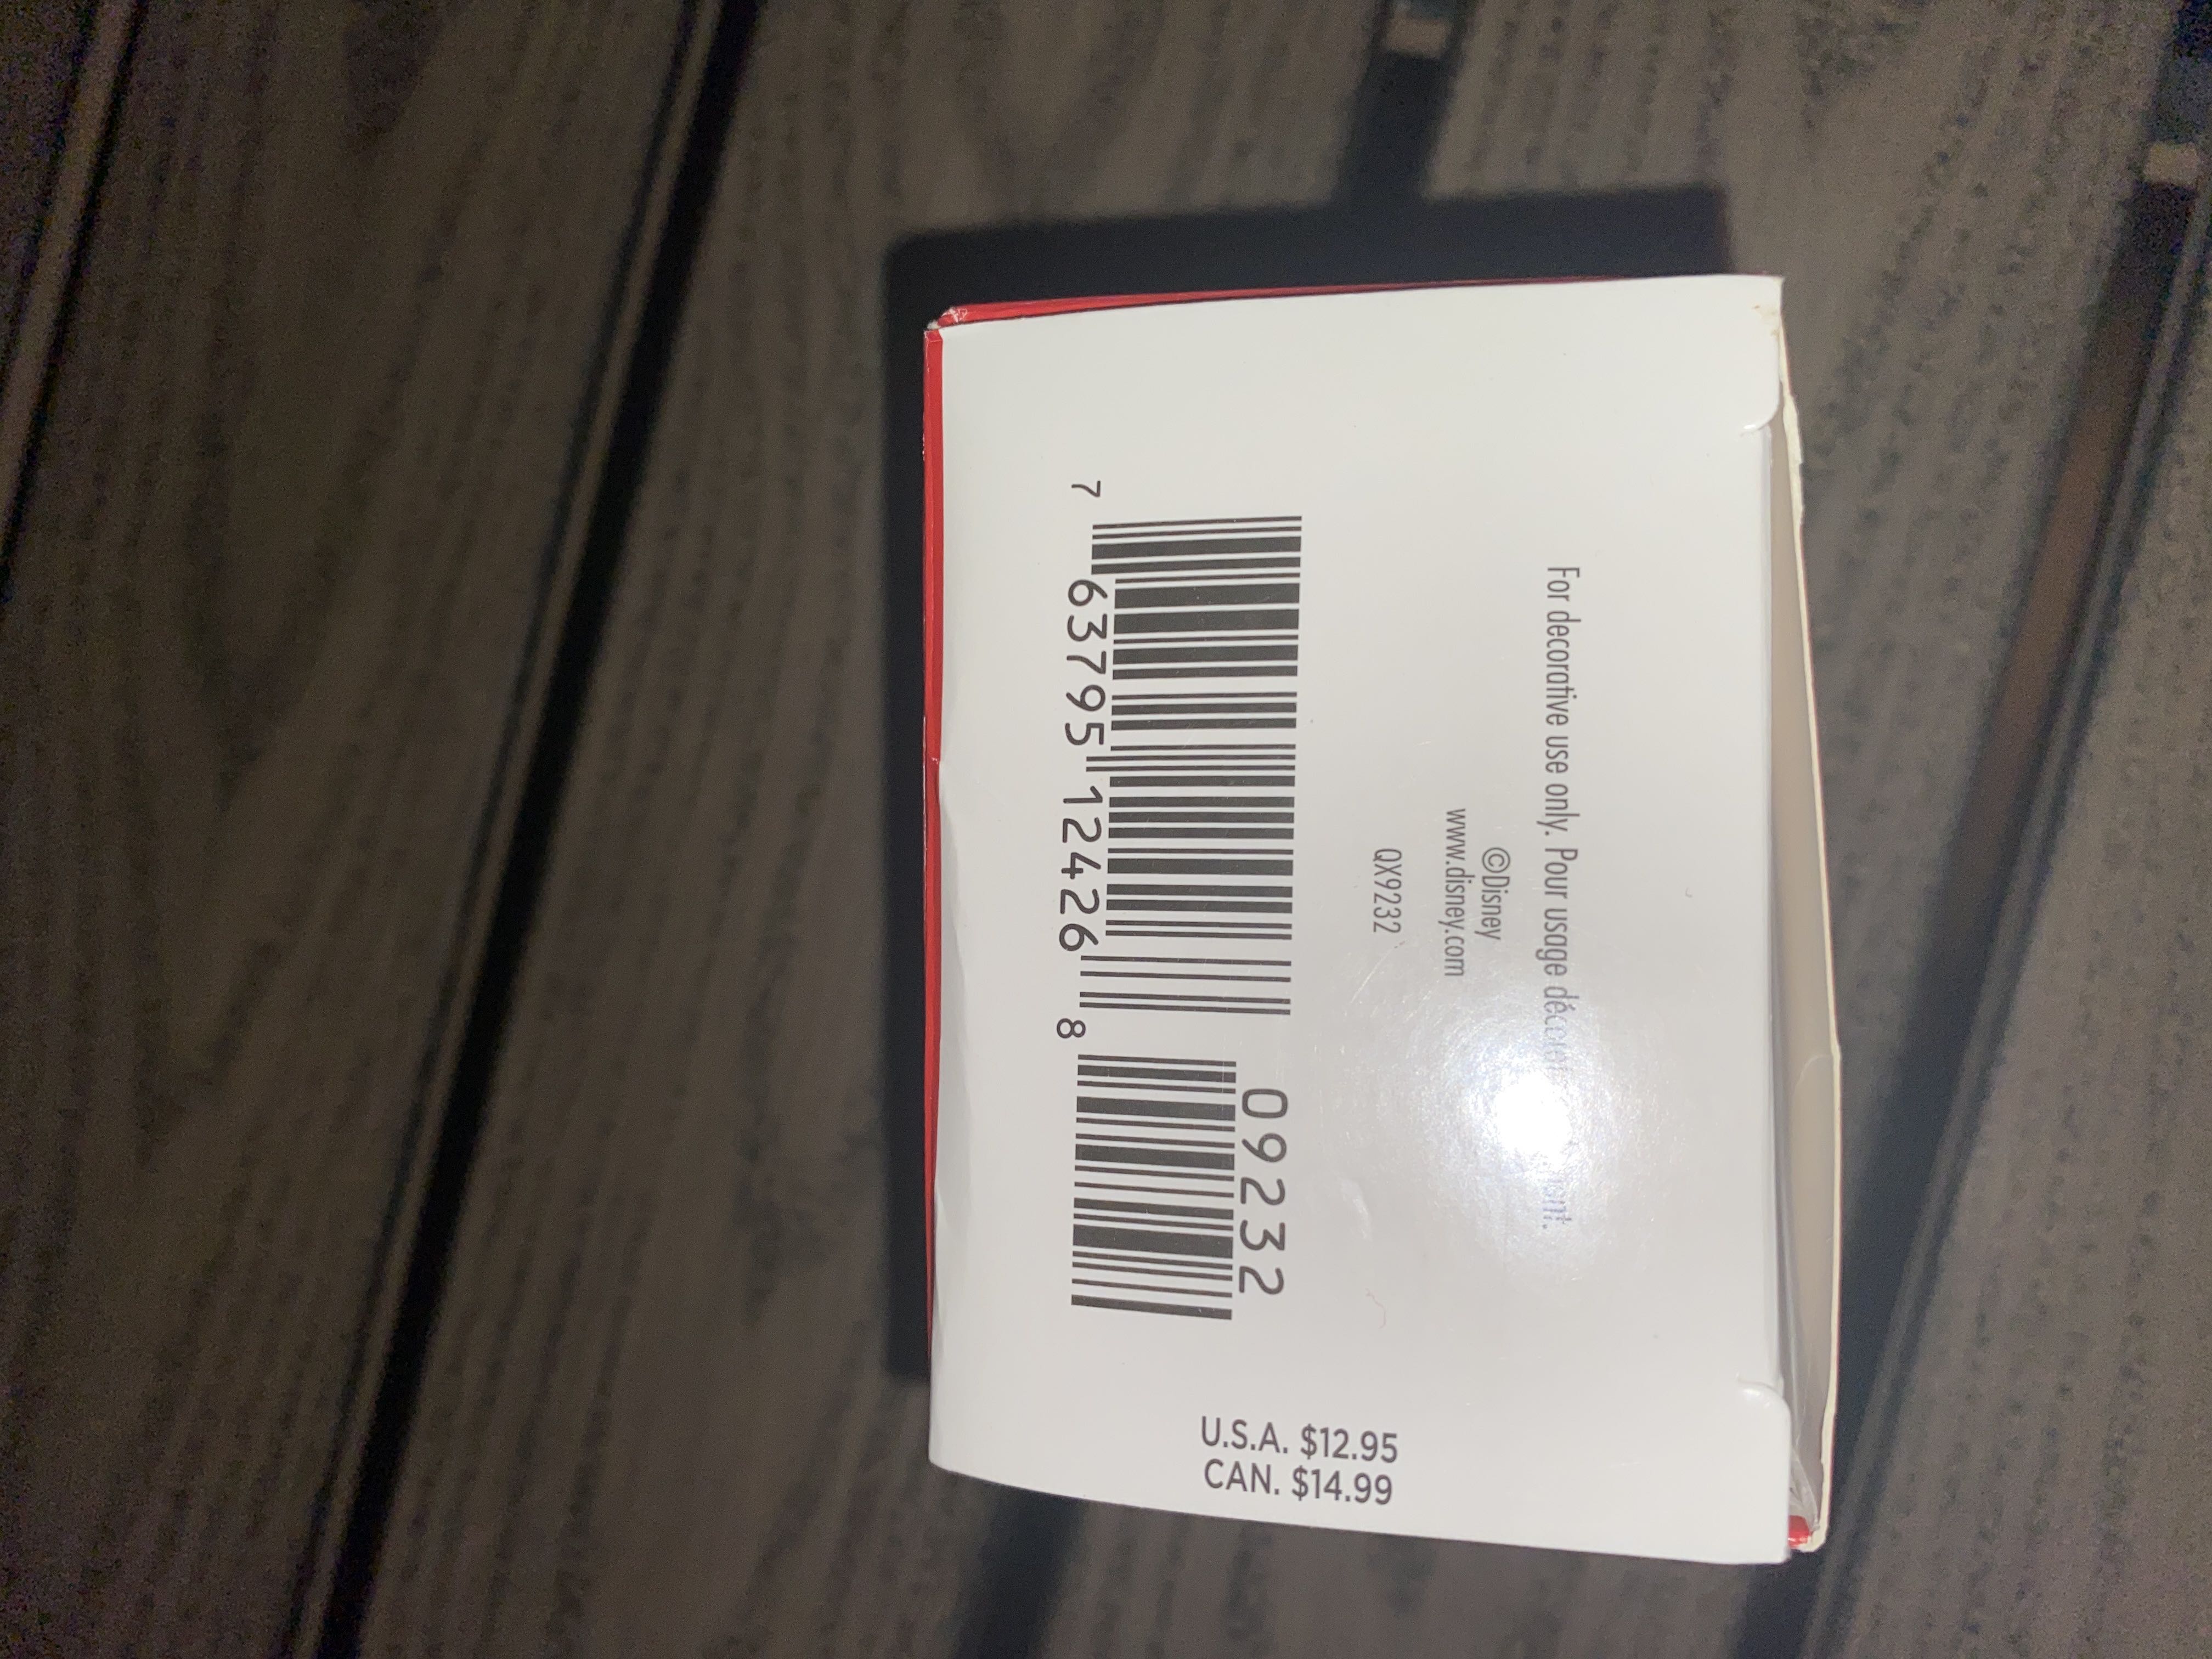 For decorative use only. Pour usage
©Disney
www.disney.com
QX9232
09232
7 63795 12426 8
U.S.A. $12.95
CAN. $14.99